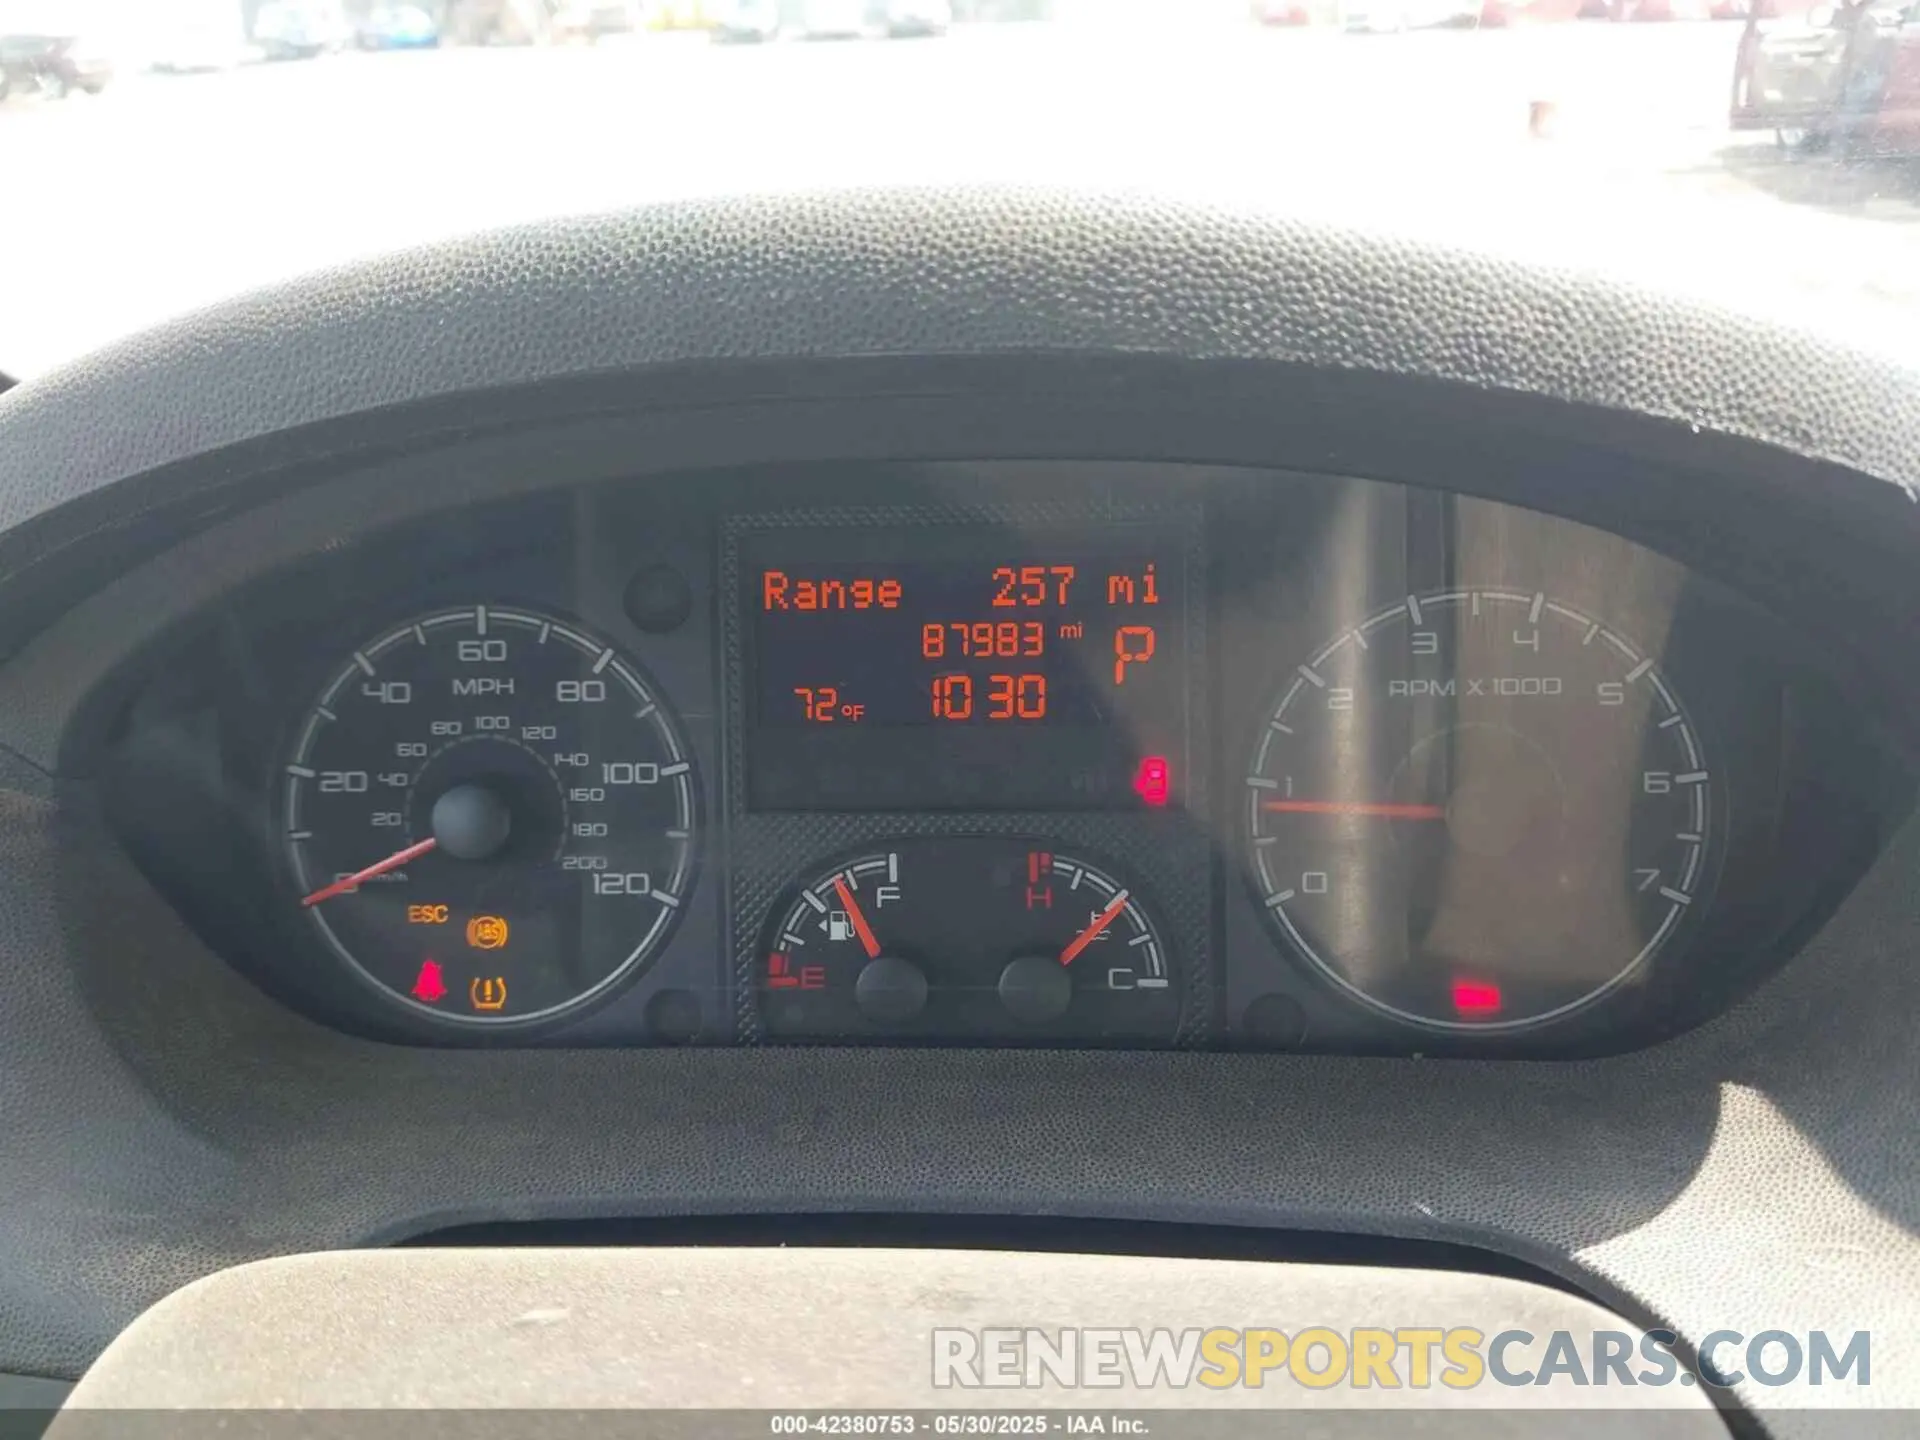 Range 257 mi
87983 mi P
72°F 10 30
60
MPH
40 80
20 100
0 120
20 40 60 80 100 120 140 160 180 200
km/h
ESC
ABS
F
E
H
C
RPM X 1000
0 1 2 3 4 5 6 7
RENEWSPORTSCARS.COM
000-42380753 - 05/30/2025 - IAA Inc.